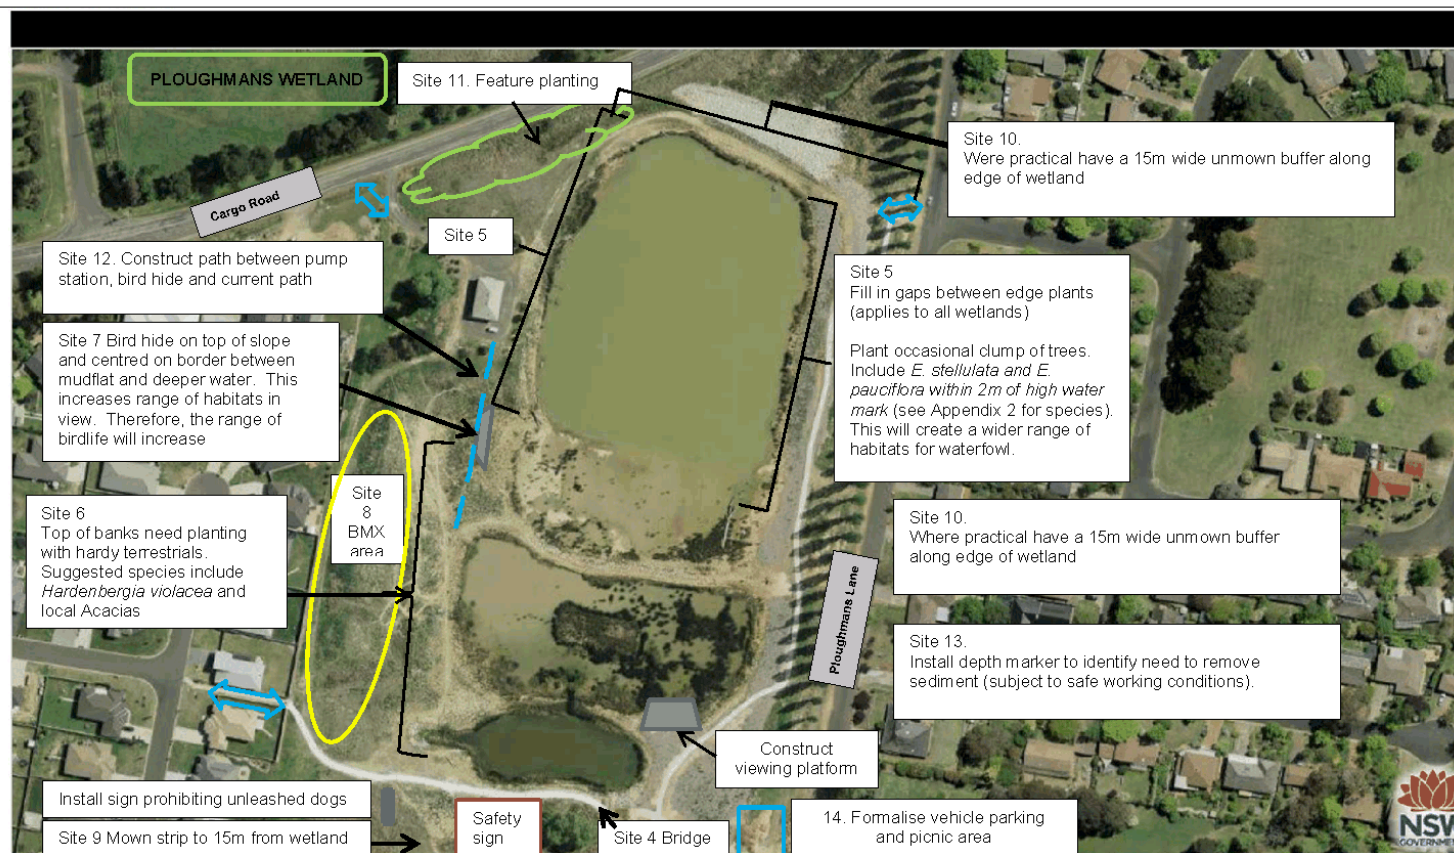 PLOUGHMANS WETLAND
Site 11. Feature planting
Site 10.
Were practical have a 15m wide unmown buffer along
edge of wetland
Cargo Road
Site 5
Site 12. Construct path between pump
station, bird hide and current path
Site 5
Fill in gaps between edge plants
(applies to all wetlands)
Plant occasional clump of trees.
Include E. stellulata and E.
pauciflora within 2m of high water
mark (see Appendix 2 for species).
This will create a wider range of
habitats for waterfowl.
Site 7 Bird hide on top of slope
and centred on border between
mudflat and deeper water. This
increases range of habitats in
view. Therefore, the range of
birdlife will increase
Site
8
BMX
area
Site 6
Top of banks need planting
with hardy terrestrials.
Suggested species include
Hardenbergia violacea and
local Acacias
Site 10.
Where practical have a 15m wide unmown buffer
along edge of wetland
Ploughmans Lane
Site 13.
Install depth marker to identify need to remove
sediment (subject to safe working conditions).
Construct
viewing platform
Install sign prohibiting unleashed dogs
Site 9 Mown strip to 15m from wetland
Safety
sign
Site 4 Bridge
14. Formalise vehicle parking
and picnic area
NSW
GOVERNMENT